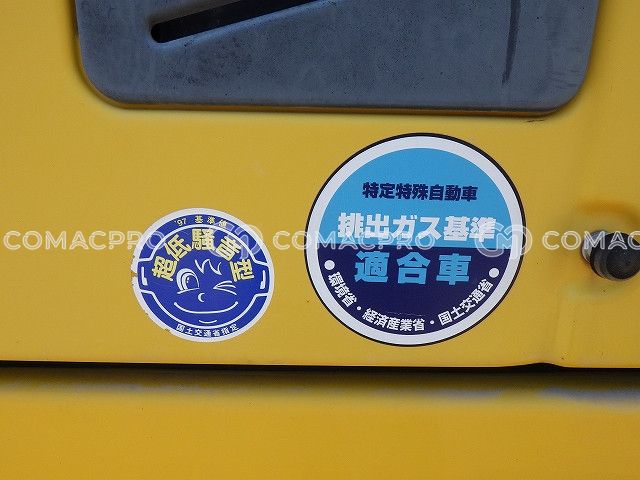 '97 基準値
超低騒音型
国土交通省指定
特定特殊自動車
排出ガス基準
適合車
●環境省・経済産業省・国土交通省●
COMACPRO COMACPRO COMACPRO COMACPRO